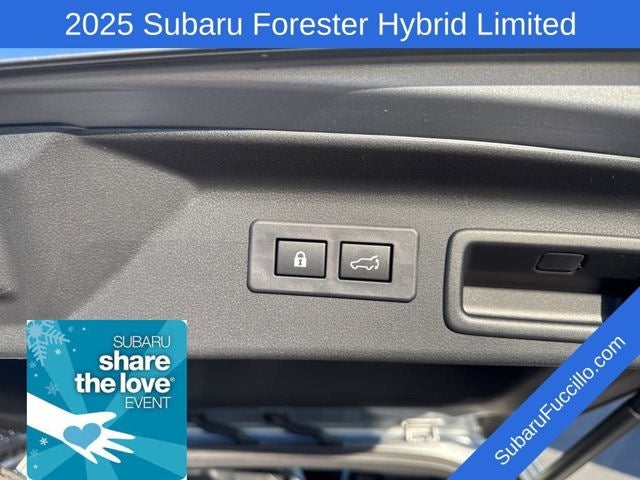 2025 Subaru Forester Hybrid Limited
SUBARU
share
the love®
EVENT
SubaruFuccillo.com